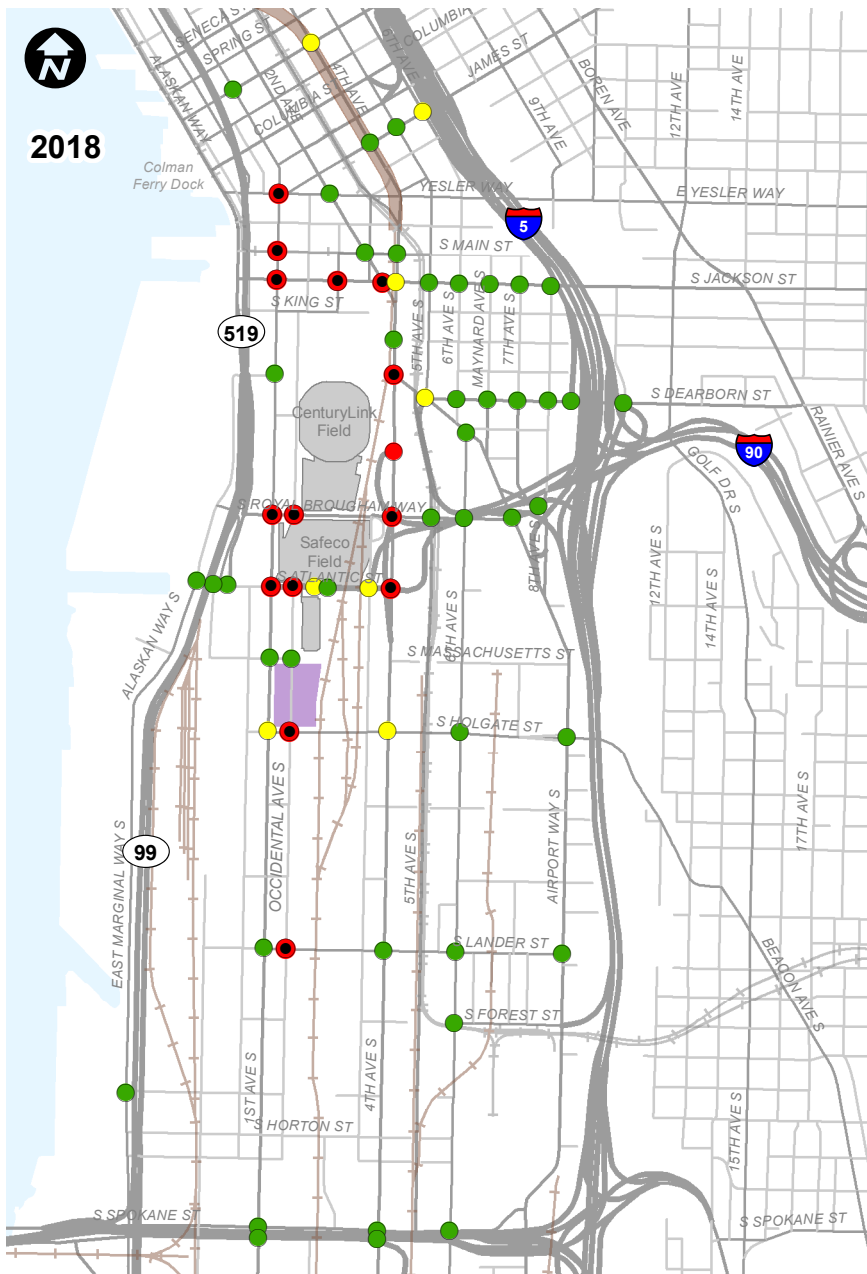 N
2018
SENECA ST
SPRING S
COLUMBIA S
2ND AVE
ALASKAN WAY
4TH AVE
6TH AVE
COLUMBIA
JAMES ST
9TH AVE
BOREN AVE
12TH AVE
14TH AVE
Colman
Ferry Dock
YESLER WAY
E YESLER WAY
5
S MAIN ST
S JACKSON ST
S KING ST
519
5TH AVE S
6TH AVE S
MAYNARD AVE S
7TH AVE S
S DEARBORN ST
RAINIER AVE S
CenturyLink
Field
90
GOLF DR S
S ROYAL BROUGHAM WAY
Safeco
Field
S ATLANTIC ST
8TH AVE S
12TH AVE S
14TH AVE S
ALASKAN WAY S
6TH AVE S
S MASSACHUSETTS ST
S HOLGATE ST
17TH AVE S
OCCIDENTAL AVE S
5TH AVE S
AIRPORT WAY S
99
EAST MARGINAL WAY S
S LANDER ST
BEACON AVE S
S FOREST ST
1ST AVE S
4TH AVE S
S HORTON ST
15TH AVE S
S SPOKANE ST
S SPOKANE ST